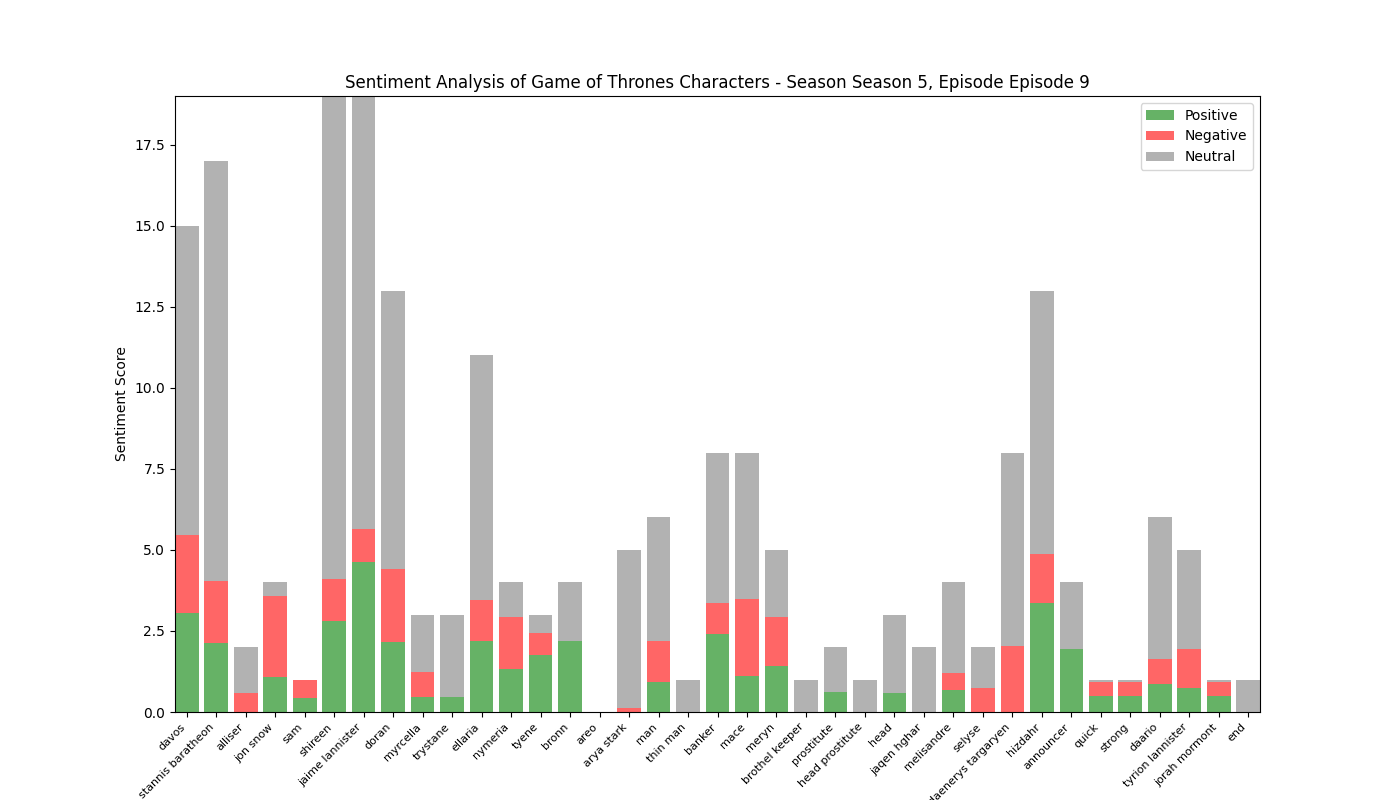 Sentiment Analysis of Game of Thrones Characters - Season Season 5, Episode Episode 9
Positive
Negative
Neutral
Sentiment Score
17.5
15.0
12.5
10.0
7.5
5.0
2.5
0.0
davos
stannis baratheon
alliser
jon snow
sam
shireen
jaime lannister
doran
myrcella
trystane
ellaria
nymeria
tyene
bronn
areo
arya stark
man
thin man
banker
mace
meryn
brothel keeper
prostitute
head prostitute
head
jaqen hghar
melisandre
selyse
daenerys targaryen
hizdahr
announcer
quick
strong
daario
tyrion lannister
jorah mormont
end